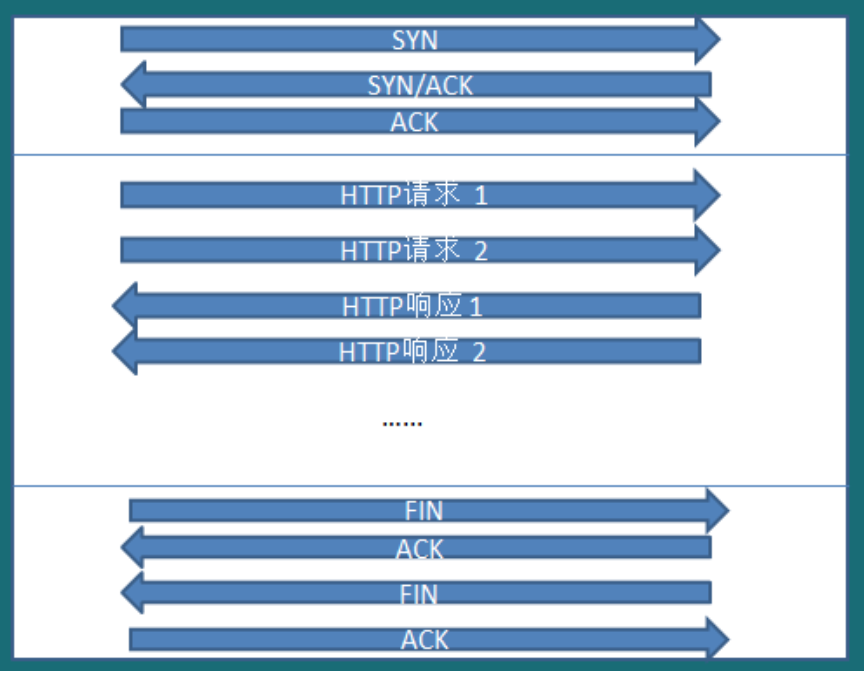 SYN
SYN/ACK
ACK
HTTP请求 1
HTTP请求 2
HTTP响应 1
HTTP响应 2
......
FIN
ACK
FIN
ACK